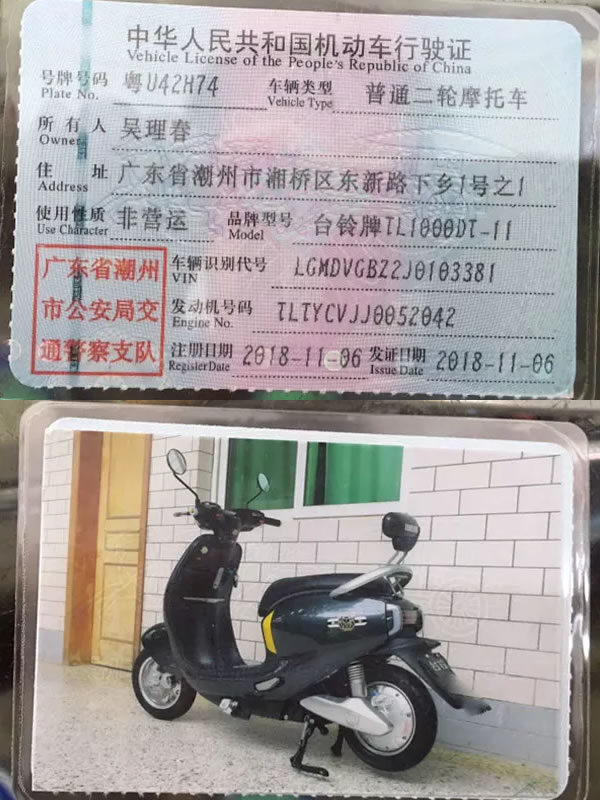 中华人民共和国机动车行驶证
Vehicle License of the People's Republic of China
号牌号码 粤U42H74 车辆类型 普通二轮摩托车
Plate No. Vehicle Type
所有人 吴理春
Owner
住址 广东省潮州市湘桥区东新路下乡1号之1
Address
使用性质 非营运 品牌型号 台铃牌TL1000DT-11
Use Character Model
广东省潮州
市公安局交
通警察支队
车辆识别代号 LGMDVGBZ2J0103381
VIN
发动机号码 TLTYCVJJ0052042
Engine No.
注册日期 2018-11-06 发证日期 2018-11-06
Register Date Issue Date